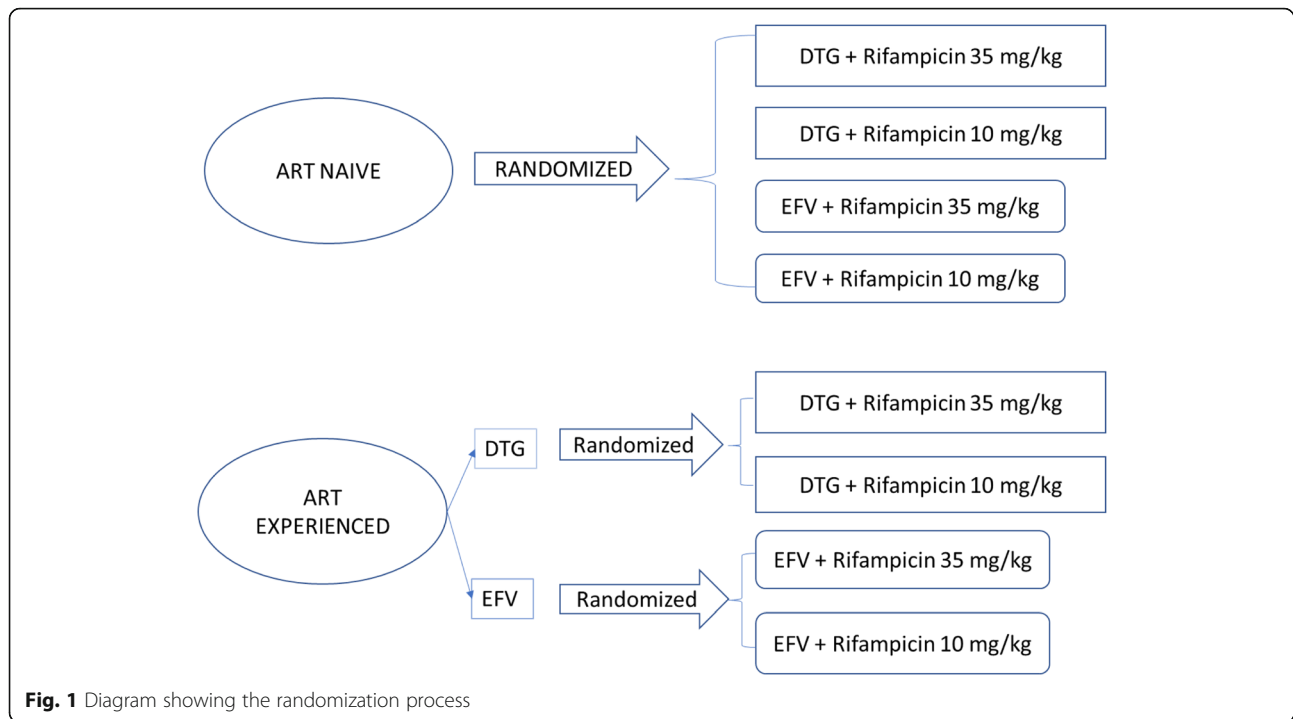 ART NAIVE
RANDOMIZED
DTG + Rifampicin 35 mg/kg
DTG + Rifampicin 10 mg/kg
EFV + Rifampicin 35 mg/kg
EFV + Rifampicin 10 mg/kg
ART
EXPERIENCED
DTG
Randomized
DTG + Rifampicin 35 mg/kg
DTG + Rifampicin 10 mg/kg
EFV
Randomized
EFV + Rifampicin 35 mg/kg
EFV + Rifampicin 10 mg/kg
Fig. 1 Diagram showing the randomization process